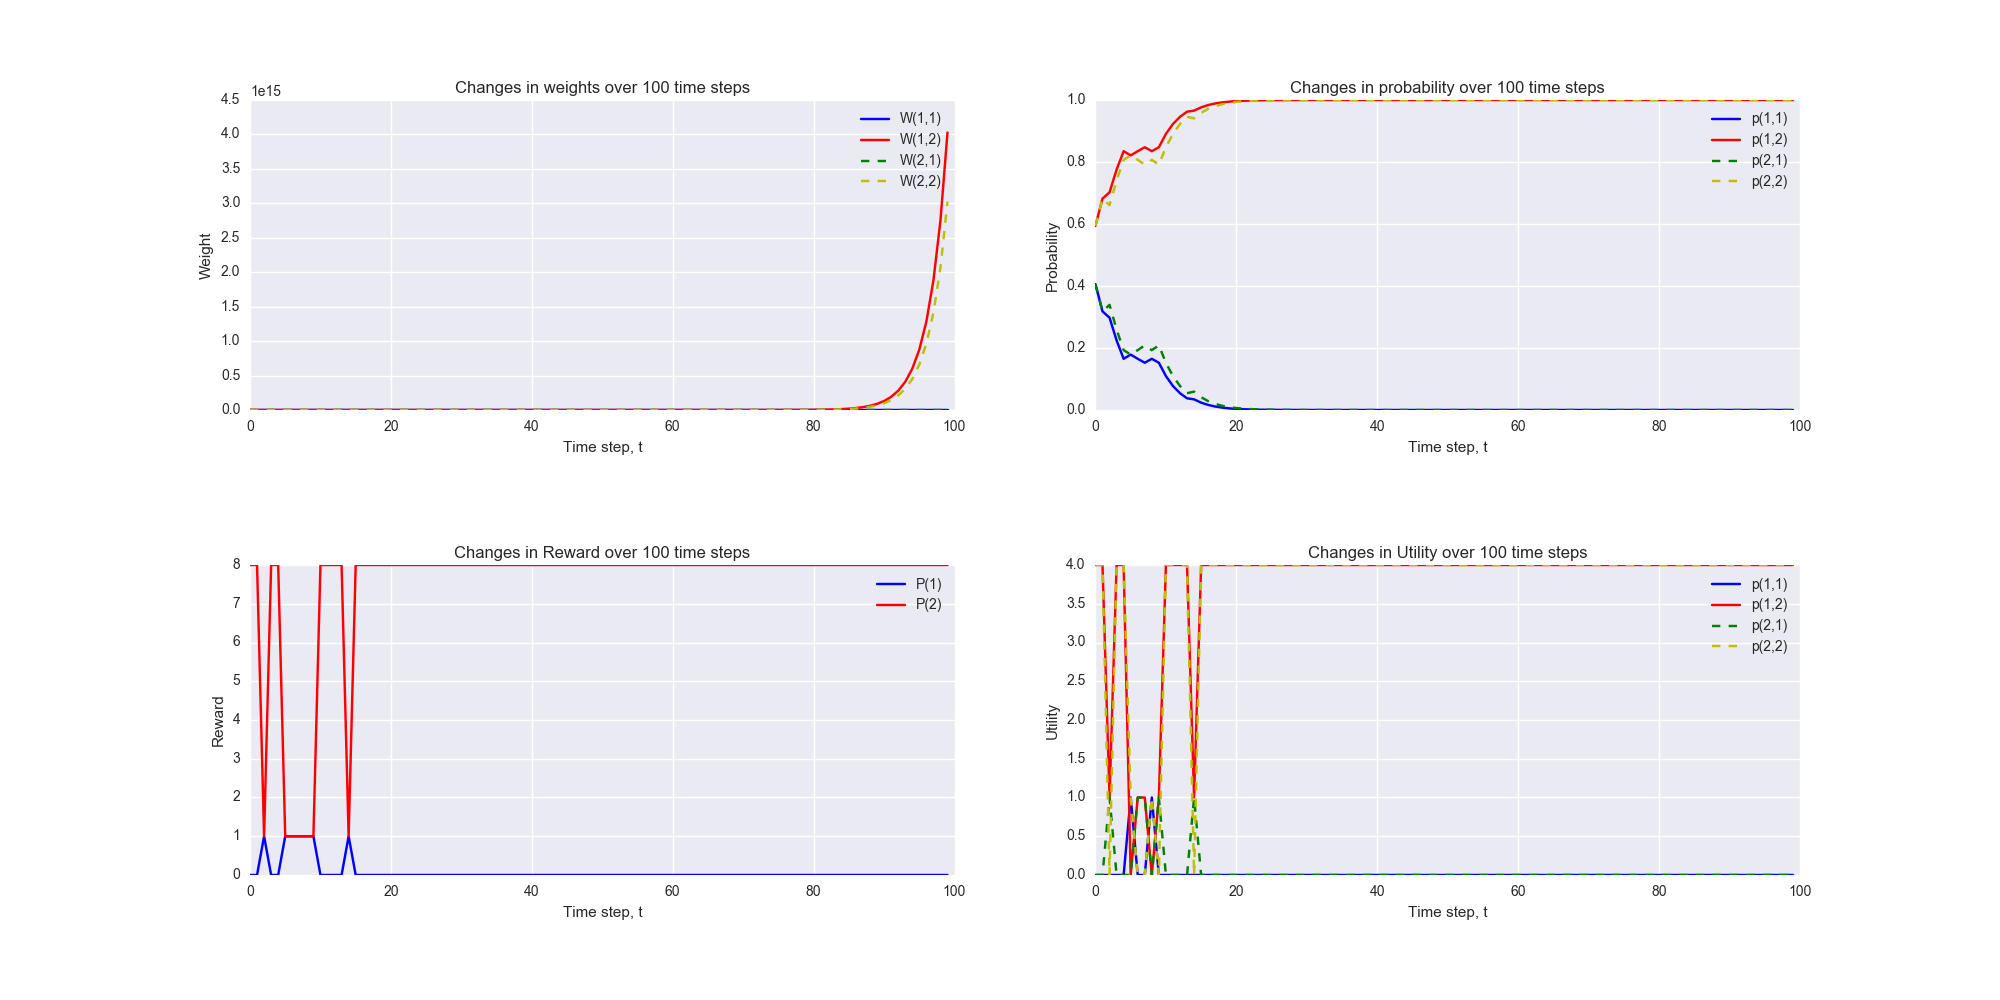 Changes in weights over 100 time steps
1e15
4.5
4.0
3.5
3.0
2.5
2.0
1.5
1.0
0.5
0.0
Weight
W(1,1)
W(1,2)
W(2,1)
W(2,2)
0 20 40 60 80 100
Time step, t
Changes in probability over 100 time steps
1.0
0.8
0.6
0.4
0.2
0.0
Probability
p(1,1)
p(1,2)
p(2,1)
p(2,2)
0 20 40 60 80 100
Time step, t
Changes in Reward over 100 time steps
8
7
6
5
4
3
2
1
0
Reward
P(1)
P(2)
0 20 40 60 80 100
Time step, t
Changes in Utility over 100 time steps
4.0
3.5
3.0
2.5
2.0
1.5
1.0
0.5
0.0
Utility
p(1,1)
p(1,2)
p(2,1)
p(2,2)
0 20 40 60 80 100
Time step, t